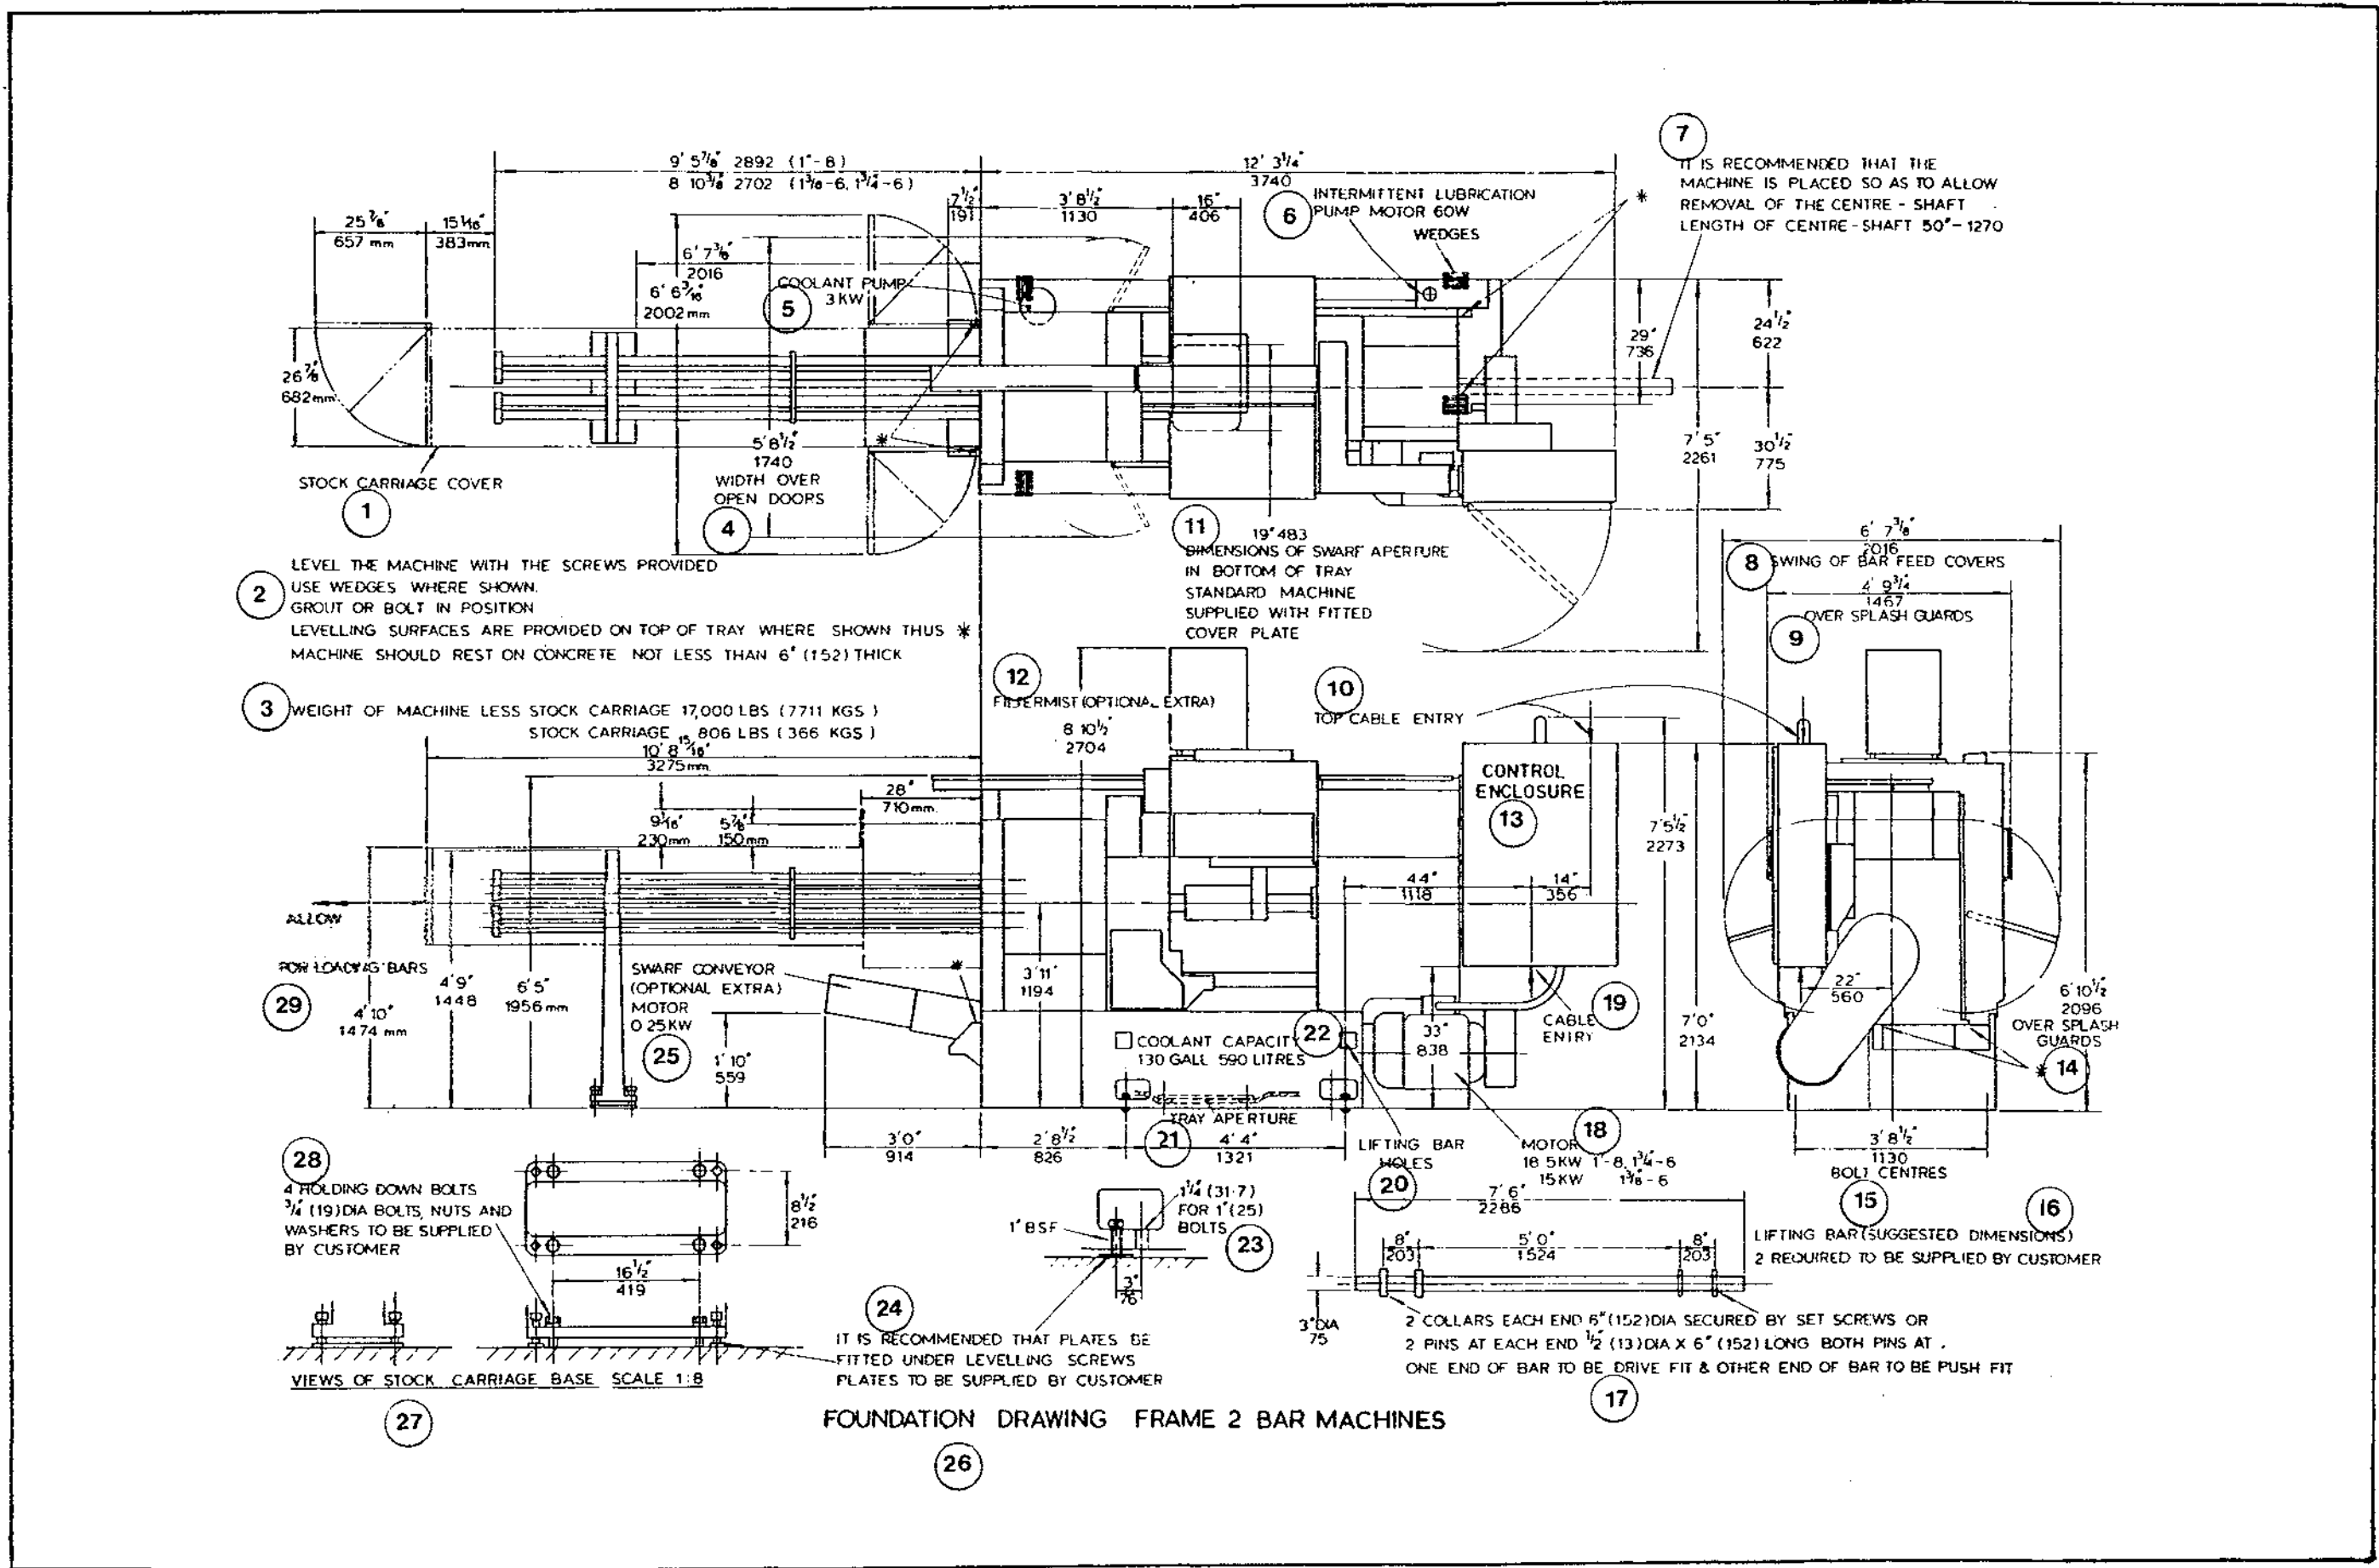 9' 5⅞" 2892 (1"-8)
8 10⅜" 2702 (1⅜-6, 1¾-6)
12' 3¼"
3740
7
IT IS RECOMMENDED THAT THE
MACHINE IS PLACED SO AS TO ALLOW
REMOVAL OF THE CENTRE - SHAFT
LENGTH OF CENTRE-SHAFT 50"-1270
*
25⅞"
657 mm
383mm
7½"
191
3' 8½"
1130
16"
406
6
INTERMITTENT LUBRICATION
PUMP MOTOR 60W
WEDGES
6' 7⅜"
2016
6' 6³⁄₁₆"
2002mm
COOLANT PUMP
3KW
5
26⅞"
682mm
29"
736
24½"
622
7' 5"
2261
30½"
775
*
5'8½"
1740
WIDTH OVER
OPEN DOORS
4
STOCK CARRIAGE COVER
1
11
19" 483
DIMENSIONS OF SWARF APERTURE
IN BOTTOM OF TRAY
STANDARD MACHINE
SUPPLIED WITH FITTED
COVER PLATE
6' 7⅜"
2016
8
SWING OF BAR FEED COVERS
4' 9¾"
1467
OVER SPLASH GUARDS
9
2
LEVEL THE MACHINE WITH THE SCREWS PROVIDED
USE WEDGES WHERE SHOWN.
GROUT OR BOLT IN POSITION
LEVELLING SURFACES ARE PROVIDED ON TOP OF TRAY WHERE SHOWN THUS *
MACHINE SHOULD REST ON CONCRETE NOT LESS THAN 6" (152) THICK
3
WEIGHT OF MACHINE LESS STOCK CARRIAGE 17,000 LBS (7711 KGS)
STOCK CARRIAGE 806 LBS (366 KGS)
12
FILTERMIST (OPTIONAL EXTRA)
8 10½"
2704
10
TOP CABLE ENTRY
10' 8¹⁵⁄₁₆"
3275mm.
28"
710mm.
230mm
5⅞"
150mm
CONTROL
ENCLOSURE
13
7'5½"
2273
44"
1118
14"
356
ALLOW
FOR LOADING BARS
29
4' 10"
1474 mm
4' 9"
1448
6' 5"
1956mm
SWARF CONVEYOR
(OPTIONAL EXTRA)
MOTOR
0 25KW
25
*
3' 11"
1194
1' 10"
559
COOLANT CAPACITY
130 GALL 590 LITRES
22
33"
838
CABLE
ENTRY
19
7'0"
2134
22"
560
6' 10½"
2096
OVER SPLASH
GUARDS
* 14
TRAY APERTURE
3'0"
914
2' 8½"
826
21
4' 4"
1321
LIFTING BAR
HOLES
20
MOTOR
18
18 5KW 1"-8, 1¾-6
15KW 1⅜-6
3' 8½"
1130
BOLT CENTRES
15
28
4 HOLDING DOWN BOLTS
¾" (19) DIA BOLTS, NUTS AND
WASHERS TO BE SUPPLIED
BY CUSTOMER
8½"
216
16½"
419
VIEWS OF STOCK CARRIAGE BASE SCALE 1:8
27
1" BSF
1¼" (31·7)
FOR 1" (25)
BOLTS
23
3"
76
24
IT IS RECOMMENDED THAT PLATES BE
FITTED UNDER LEVELLING SCREWS
PLATES TO BE SUPPLIED BY CUSTOMER
7' 6"
2286
8"
203
5' 0"
1524
8"
203
3" DIA
75
16
LIFTING BAR (SUGGESTED DIMENSIONS)
2 REQUIRED TO BE SUPPLIED BY CUSTOMER
2 COLLARS EACH END 6" (152) DIA SECURED BY SET SCREWS OR
2 PINS AT EACH END ½" (13) DIA X 6" (152) LONG BOTH PINS AT .
ONE END OF BAR TO BE DRIVE FIT & OTHER END OF BAR TO BE PUSH FIT
17
FOUNDATION DRAWING FRAME 2 BAR MACHINES
26